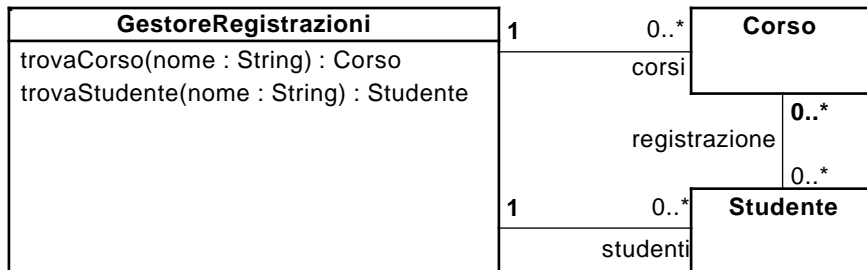 GestoreRegistrazioni
trovaCorso(nome : String) : Corso
trovaStudente(nome : String) : Studente
1
0..*
corsi
Corso
0..*
registrazione
0..*
1
0..*
studenti
Studente